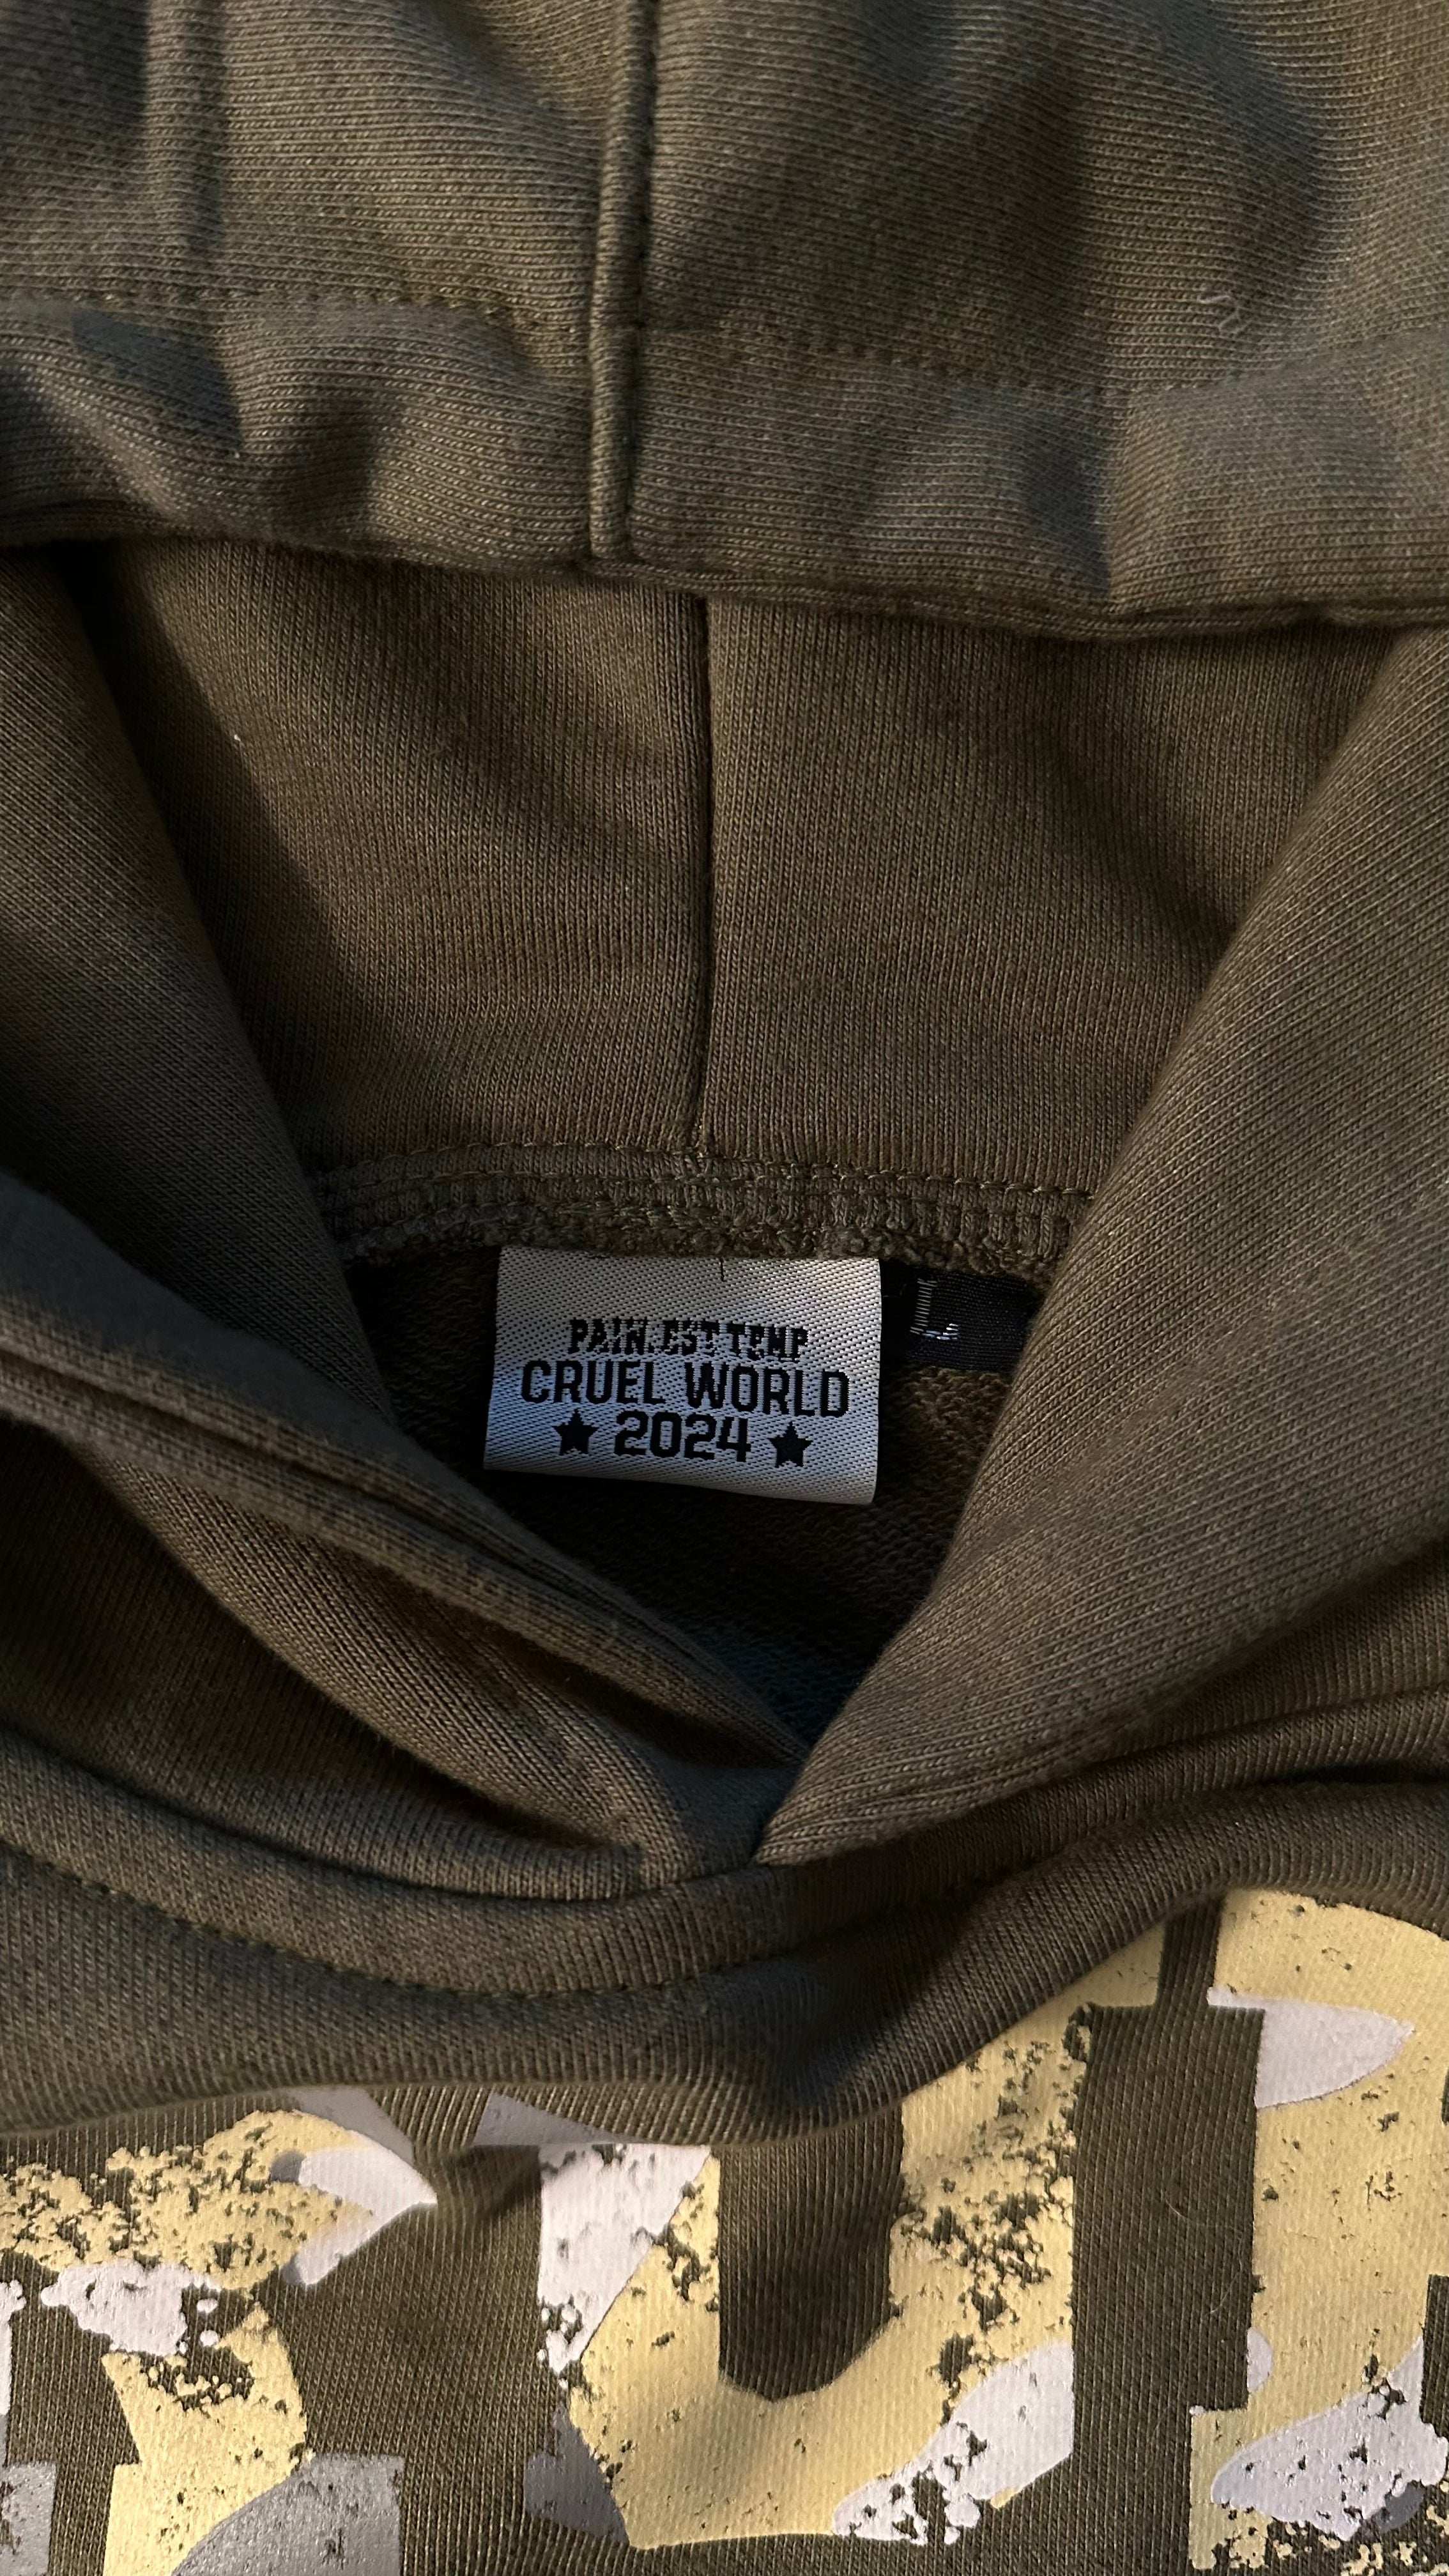 PAIN.EST TEMP
CRUEL WORLD
★ 2024 ★
L